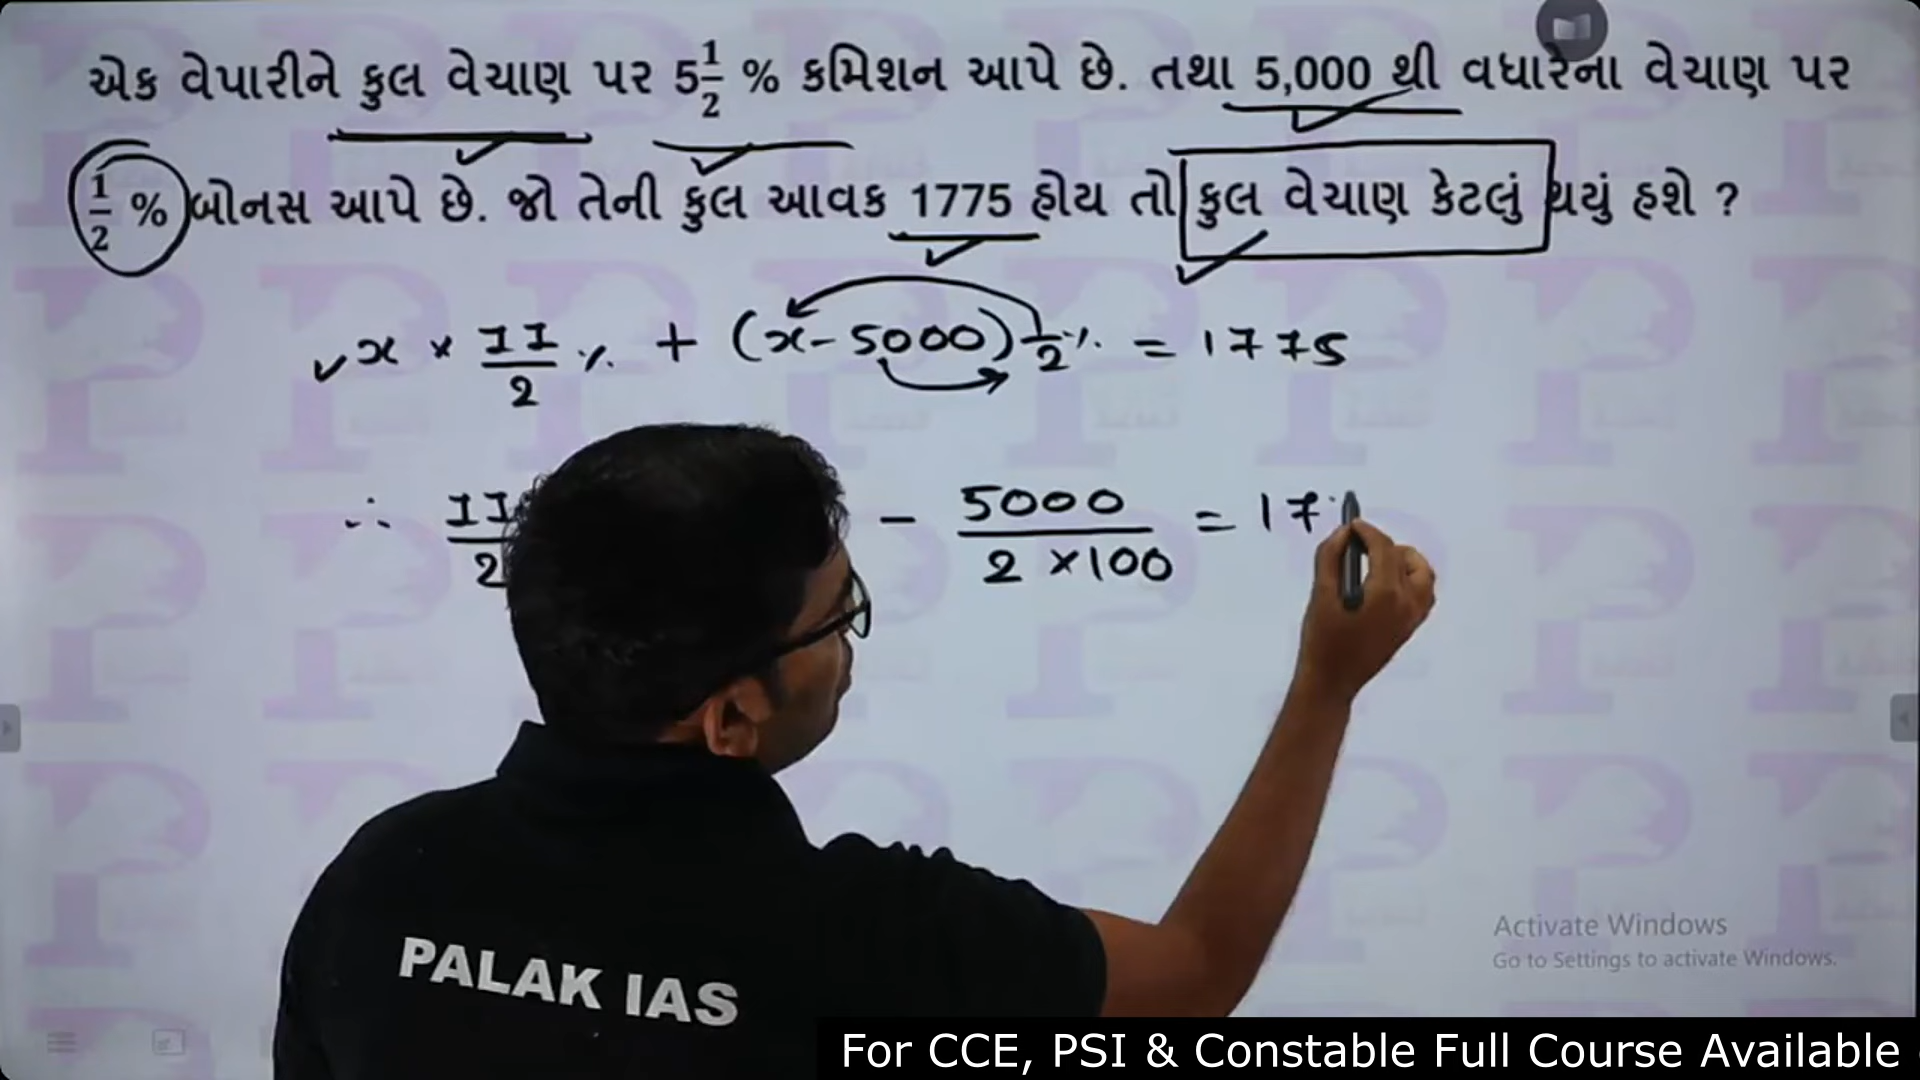 એક વેપારીને કુલ વેચાણ પર 5 1/2 % કમિશન આપે છે. તથા 5,000 થી વધારેના વેચાણ પર
1/2 % બોનસ આપે છે. જો તેની કુલ આવક 1775 હોય તો કુલ વેચાણ કેટલું થયું હશે ?
x × 11/2 % + (x - 5000) 1/2 % = 1775
∴ 11/2 - 5000/(2 × 100) = 17
PALAK IAS
Activate Windows
Go to Settings to activate Windows.
For CCE, PSI & Constable Full Course Available